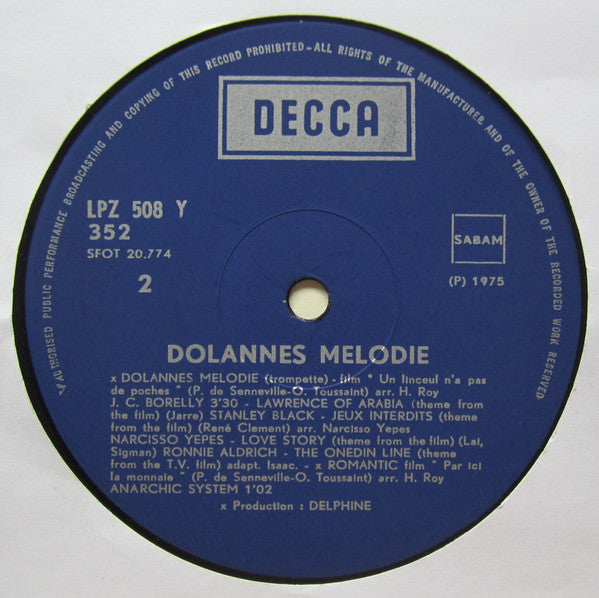 UNAUTHORISED PUBLIC PERFORMANCE BROADCASTING AND COPYING OF THIS RECORD PROHIBITED-ALL RIGHTS OF THE MANUFACTURER AND OF THE OWNER OF THE RECORDED WORK RESERVED
DECCA
LPZ 508 Y
352
SFOT 20.774
2
SABAM
(P) 1975
DOLANNES MELODIE
x DOLANNES MELODIE (trompette) - film " Un linceul n'a pas
de poches " (P. de Senneville-O. Toussaint) arr. H. Roy
J. C. BORELLY 3'30 - LAWRENCE OF ARABIA (theme from
the film) (Jarre) STANLEY BLACK - JEUX INTERDITS (theme
from the film) (René Clement) arr. Narcisso Yepes
NARCISSO YEPES - LOVE STORY (theme from the film) (Lai,
Sigman) RONNIE ALDRICH - THE ONEDIN LINE (theme
from the T.V. film) adapt. Isaac. - x ROMANTIC film " Par ici
la monnaie " (P. de Senneville-O. Toussaint) arr. H. Roy
ANARCHIC SYSTEM 1'02
x Production : DELPHINE